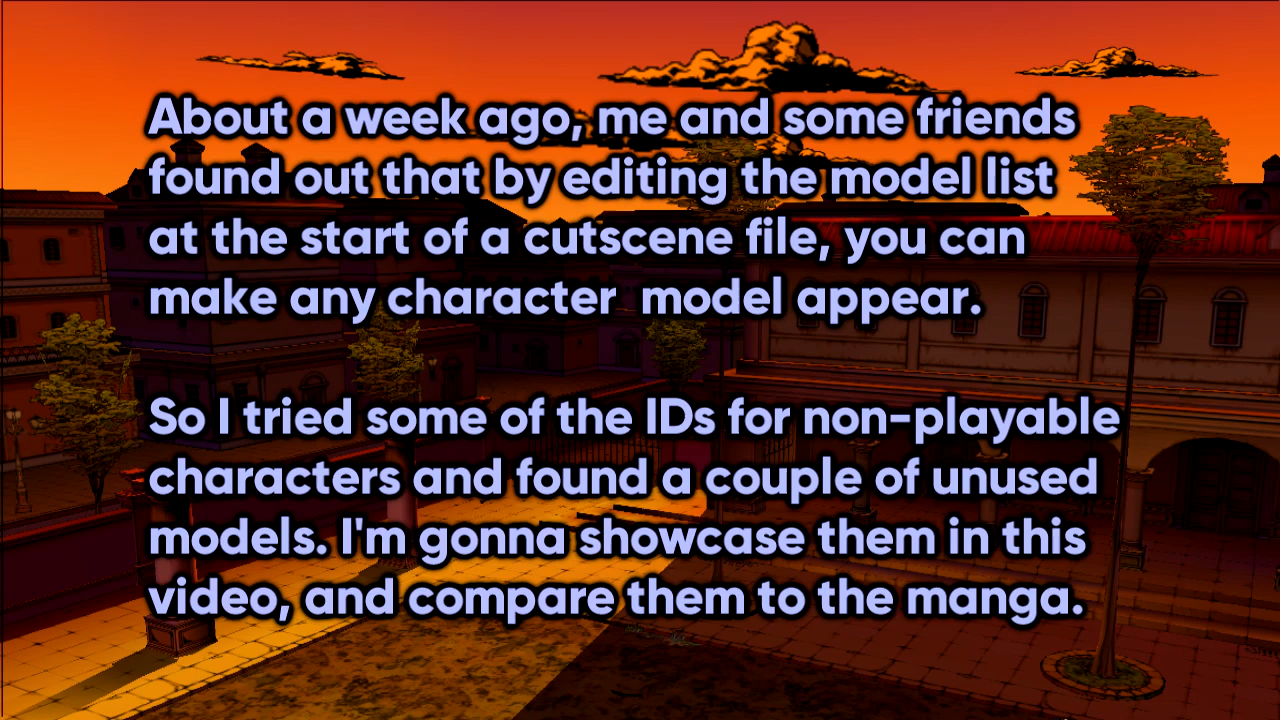 About a week ago, me and some friends
found out that by editing the model list
at the start of a cutscene file, you can
make any character  model appear.
So I tried some of the IDs for non-playable
characters and found a couple of unused
models. I'm gonna showcase them in this
video, and compare them to the manga.